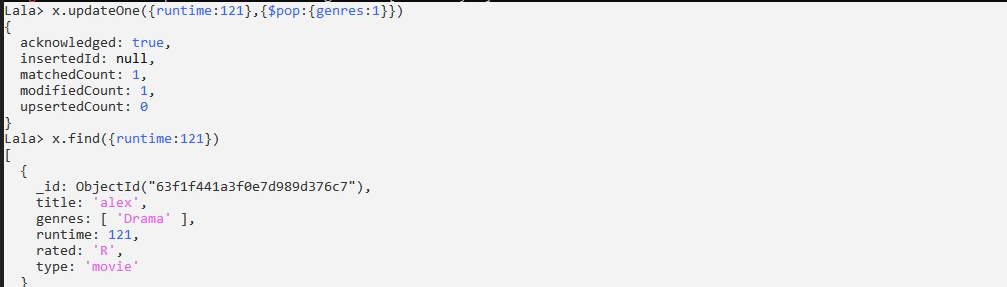 Lala> x.updateOne({runtime:121},{$pop:{genres:1}})
{
  acknowledged: true,
  insertedId: null,
  matchedCount: 1,
  modifiedCount: 1,
  upsertedCount: 0
}
Lala> x.find({runtime:121})
[
  {
    _id: ObjectId("63f1f441a3f0e7d989d376c7"),
    title: 'alex',
    genres: [ 'Drama' ],
    runtime: 121,
    rated: 'R',
    type: 'movie'
  }